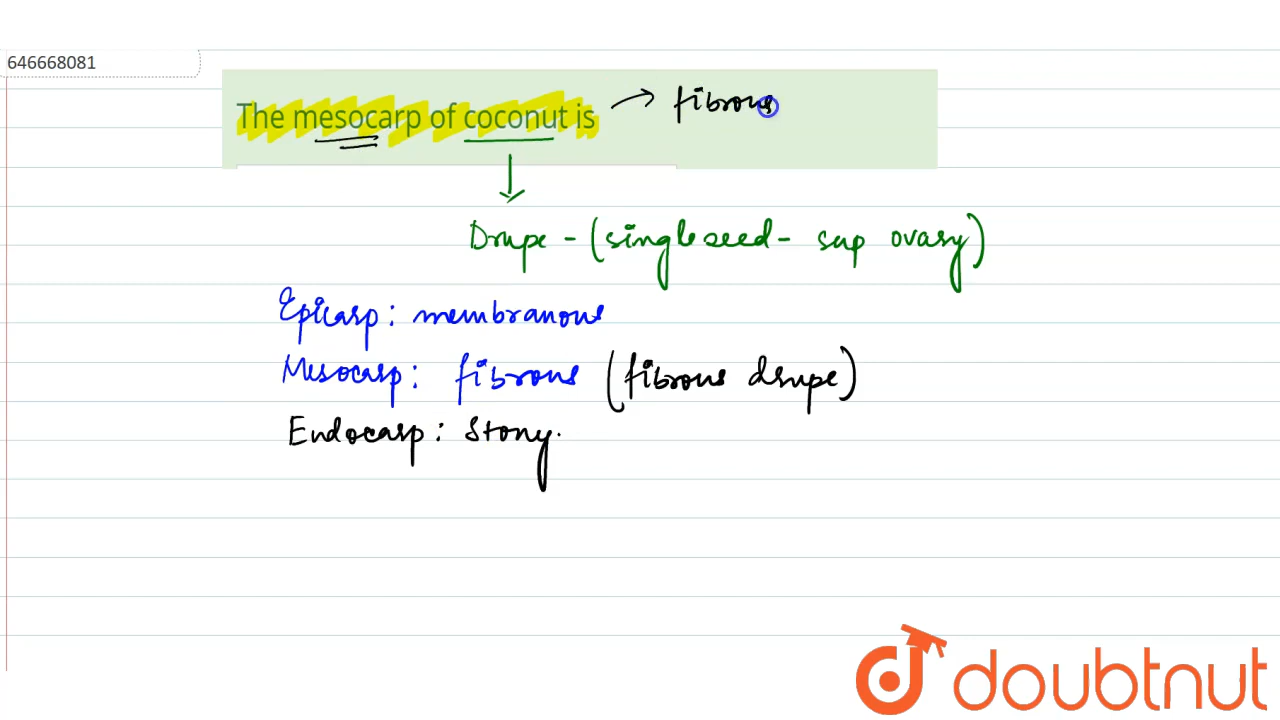 646668081
The mesocarp of coconut is → fibrous
Drupe - (single seed - sup ovary)
Epicarp : membranous
Mesocarp : fibrous (fibrous drupe)
Endocarp : Stony.
doubtnut